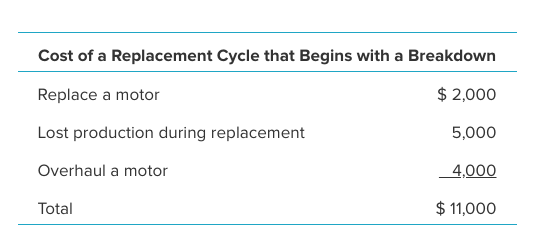 Cost of a Replacement Cycle that Begins with a Breakdown
Replace a motor $ 2,000
Lost production during replacement 5,000
Overhaul a motor 4,000
Total $ 11,000